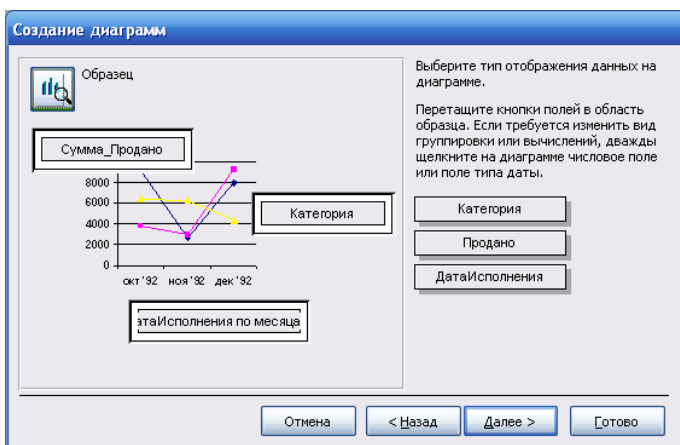 Создание диаграмм
Образец
Сумма_Продано
8000
6000
4000
2000
0
окт '92 ноя '92 дек '92
Категория
атаИсполнения по месяца
Выберите тип отображения данных на
диаграмме.
Перетащите кнопки полей в область
образца. Если требуется изменить вид
группировки или вычислений, дважды
щелкните на диаграмме числовое поле
или поле типа даты.
Категория
Продано
ДатаИсполнения
Отмена
< Назад
Далее >
Готово